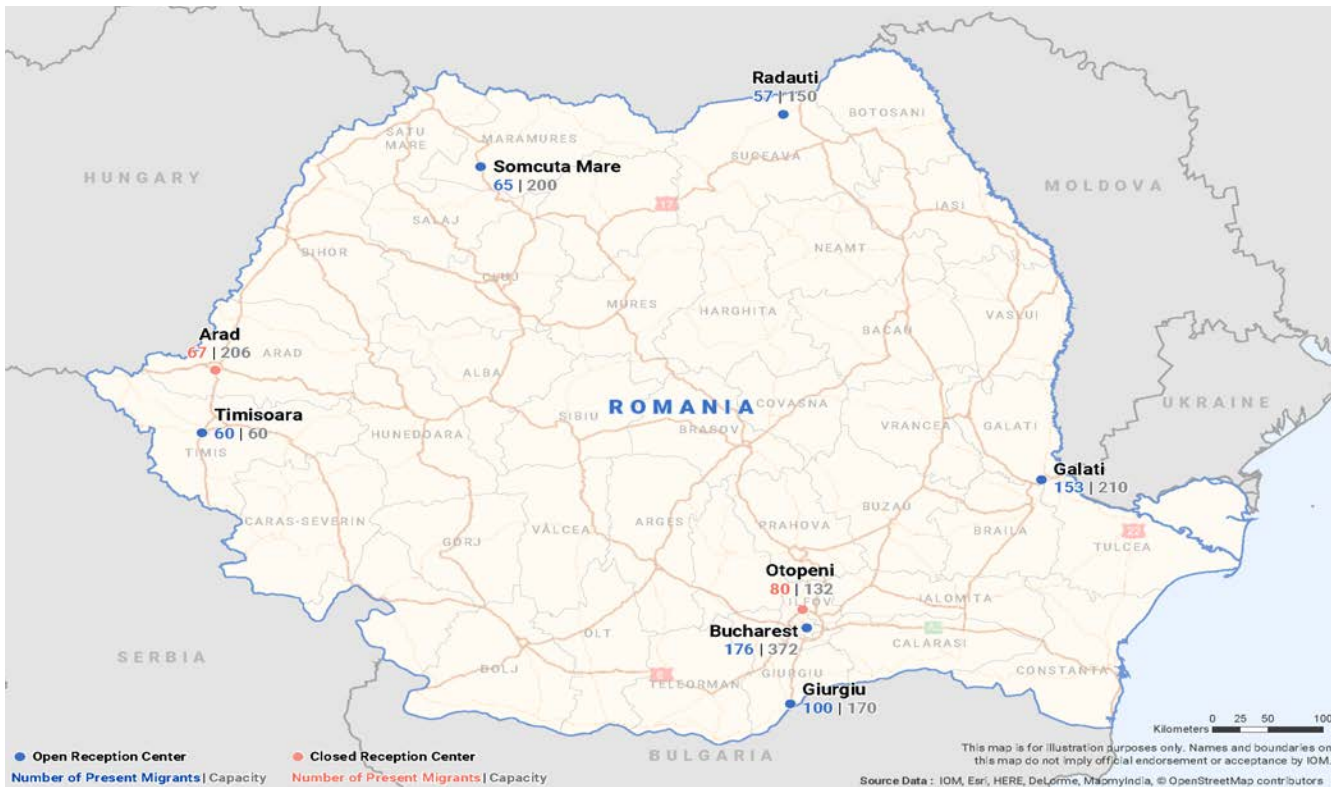 Radauti
57 | 150
BOTOSANI
SATU
MARE
MARAMURES
SUCEAVA
Somcuta Mare
65 | 200
HUNGARY
MOLDOVA
17
IASI
SALAJ
NEAMT
BIHOR
CLUJ
MURES
HARGHITA
VASLUI
BACAU
Arad
67 | 206
ARAD
ALBA
ROMANIA
COVASNA
UKRAINE
Timisoara
60 | 60
TIMIS
HUNEDOARA
SIBIU
BRASOV
VRANCEA
GALATI
Galati
153 | 210
CARAS-SEVERIN
VÂLCEA
ARGES
PRAHOVA
BUZAU
BRAILA
22
TULCEA
GORJ
Otopeni
80 | 132
ILFOV
IALOMITA
Bucharest
176 | 372
OLT
CALARASI
SERBIA
DOLJ
TELEORMAN
GIURGIU
CONSTANTA
Giurgiu
100 | 170
BULGARIA
Kilometers 0 25 50 100
Open Reception Center
Closed Reception Center
Number of Present Migrants | Capacity
Number of Present Migrants | Capacity
This map is for illustration purposes only. Names and boundaries on
this map do not imply official endorsement or acceptance by IOM.
Source Data : IOM, Esri, HERE, DeLorme, MapmyIndia, © OpenStreetMap contributors